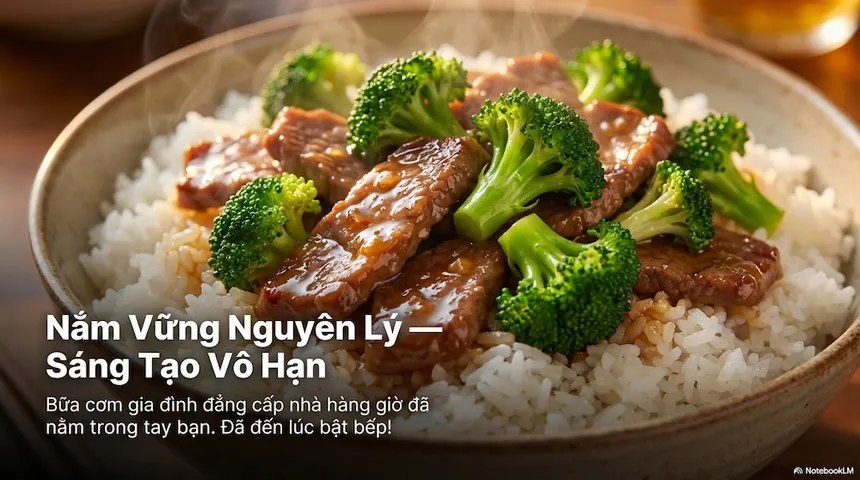 Nắm Vững Nguyên Lý —
Sáng Tạo Vô Hạn
Bữa cơm gia đình đẳng cấp nhà hàng giờ đã
nằm trong tay bạn. Đã đến lúc bật bếp!
NotebookLM